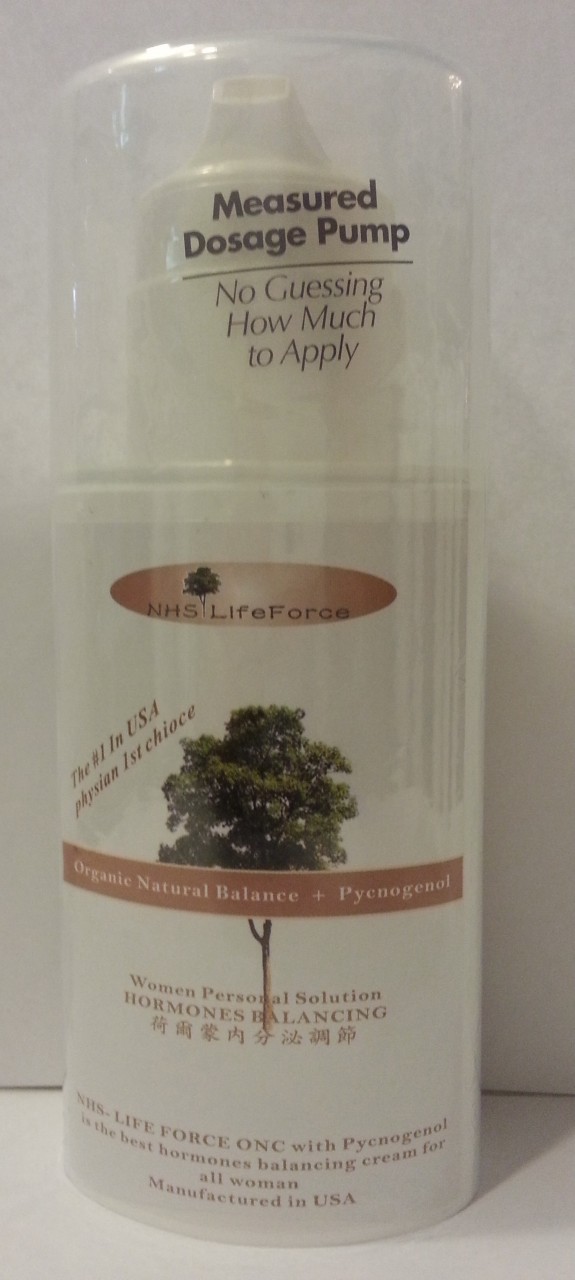 Measured
Dosage Pump
No Guessing
How Much
to Apply
NHS LifeForce
The #1 In USA
physian 1st chioce
Organic Natural Balance + Pycnogenol
Women Personal Solution
HORMONES BALANCING
荷爾蒙內分泌調節
NHS- LIFE FORCE ONC with Pycnogenol
is the best hormones balancing cream for
all woman
Manufactured in USA